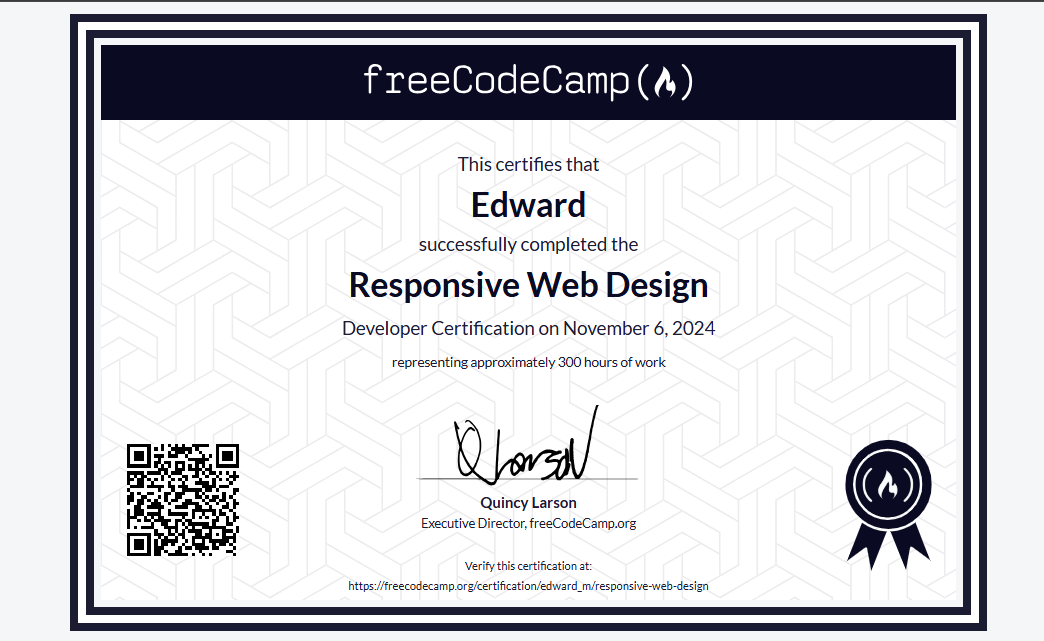 freeCodeCamp
This certifies that
Edward
successfully completed the
Responsive Web Design
Developer Certification on November 6, 2024
representing approximately 300 hours of work
Quincy Larson
Executive Director, freeCodeCamp.org
Verify this certification at:
https://freecodecamp.org/certification/edward_m/responsive-web-design